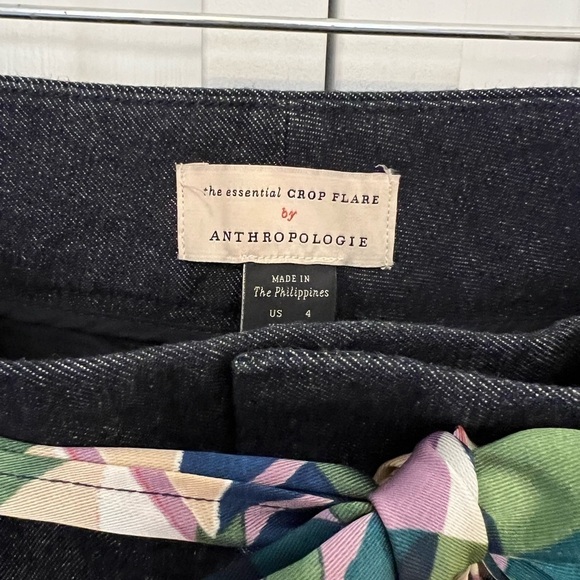 the essential CROP FLARE
by
ANTHROPOLOGIE
MADE IN
The Philippines
US 4